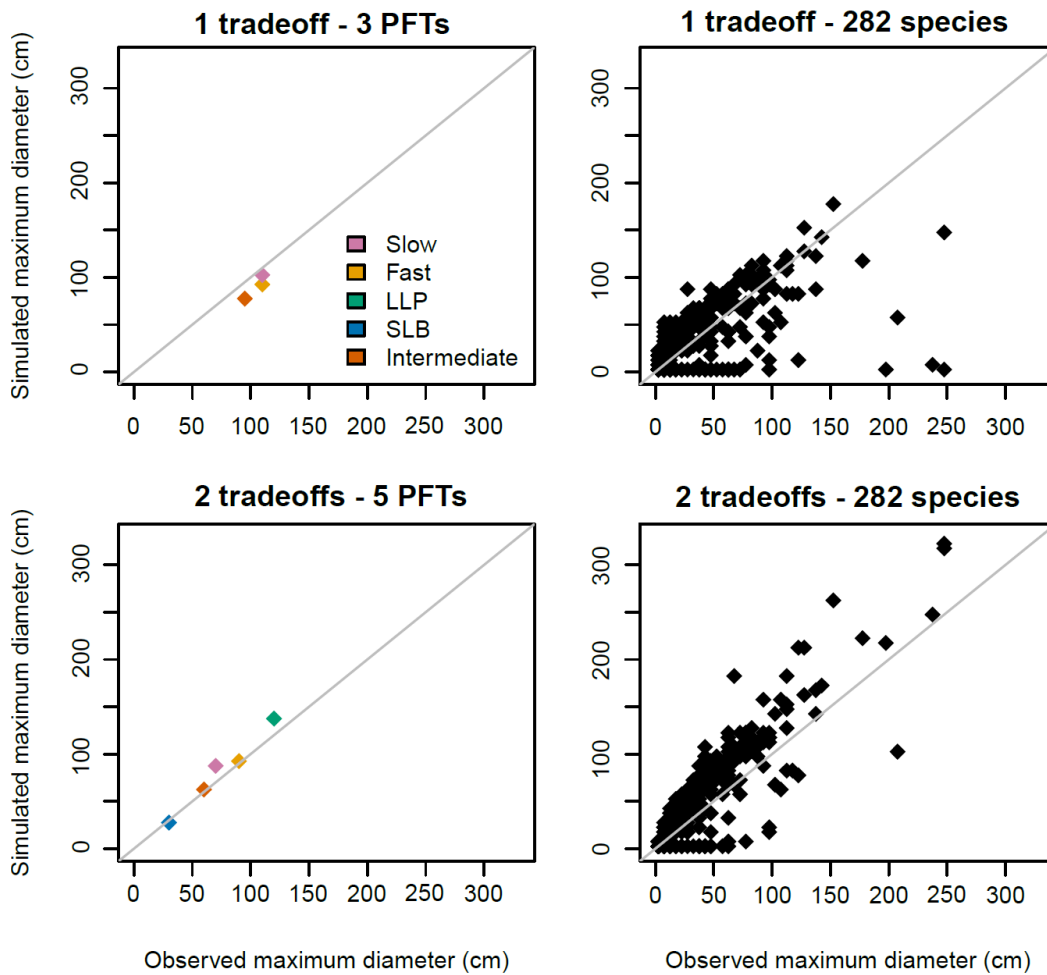 1 tradeoff - 3 PFTs
Simulated maximum diameter (cm)
0 100 200 300
0 50 100 150 200 250 300
Slow
Fast
LLP
SLB
Intermediate
1 tradeoff - 282 species
0 100 200 300
0 50 100 150 200 250 300
2 tradeoffs - 5 PFTs
Simulated maximum diameter (cm)
0 100 200 300
0 50 100 150 200 250 300
Observed maximum diameter (cm)
2 tradeoffs - 282 species
0 100 200 300
0 50 100 150 200 250 300
Observed maximum diameter (cm)